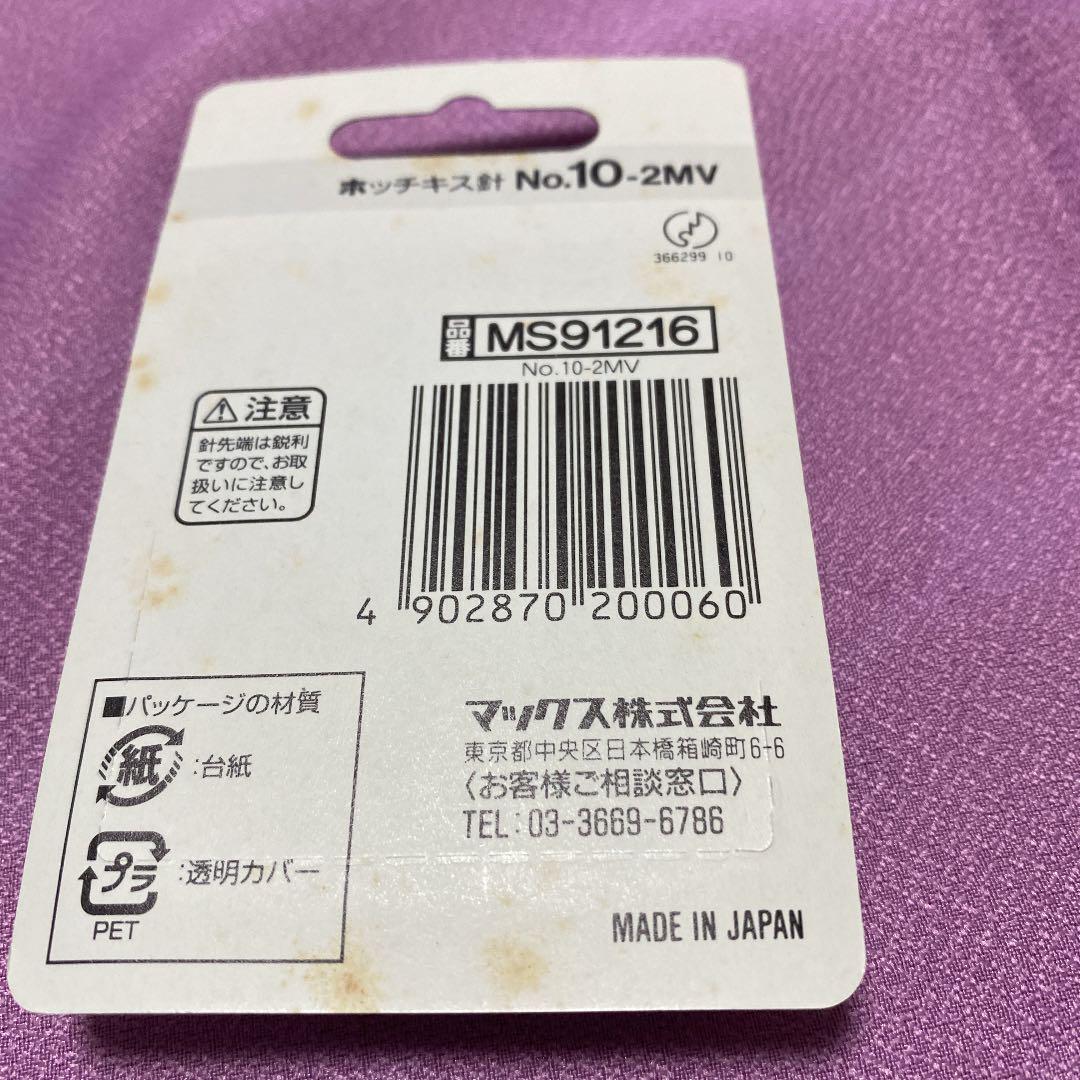 ホッチキス針 No.10-2MV
366299 10
品番 MS91216
No.10-2MV
注意
針先端は鋭利
ですので、お取
扱いに注意し
てください。
4 902870 200060
■パッケージの材質
紙 :台紙
プラ :透明カバー
PET
マックス株式会社
東京都中央区日本橋箱崎町6-6
〈お客様ご相談窓口〉
TEL:03-3669-6786
MADE IN JAPAN